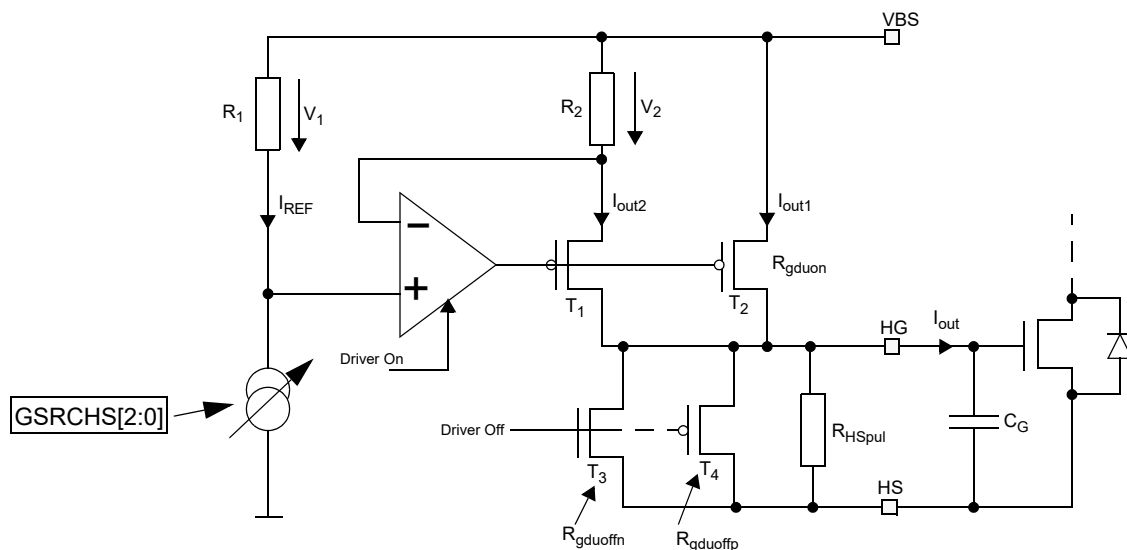 VBS
R1
V1
R2
V2
IREF
Iout2
Iout1
−
+
T1
T2
Rgduon
Driver On
HG
Iout
GSRCHS[2:0]
Driver Off
T3
T4
RHSpul
CG
HS
Rgduoffn
Rgduoffp